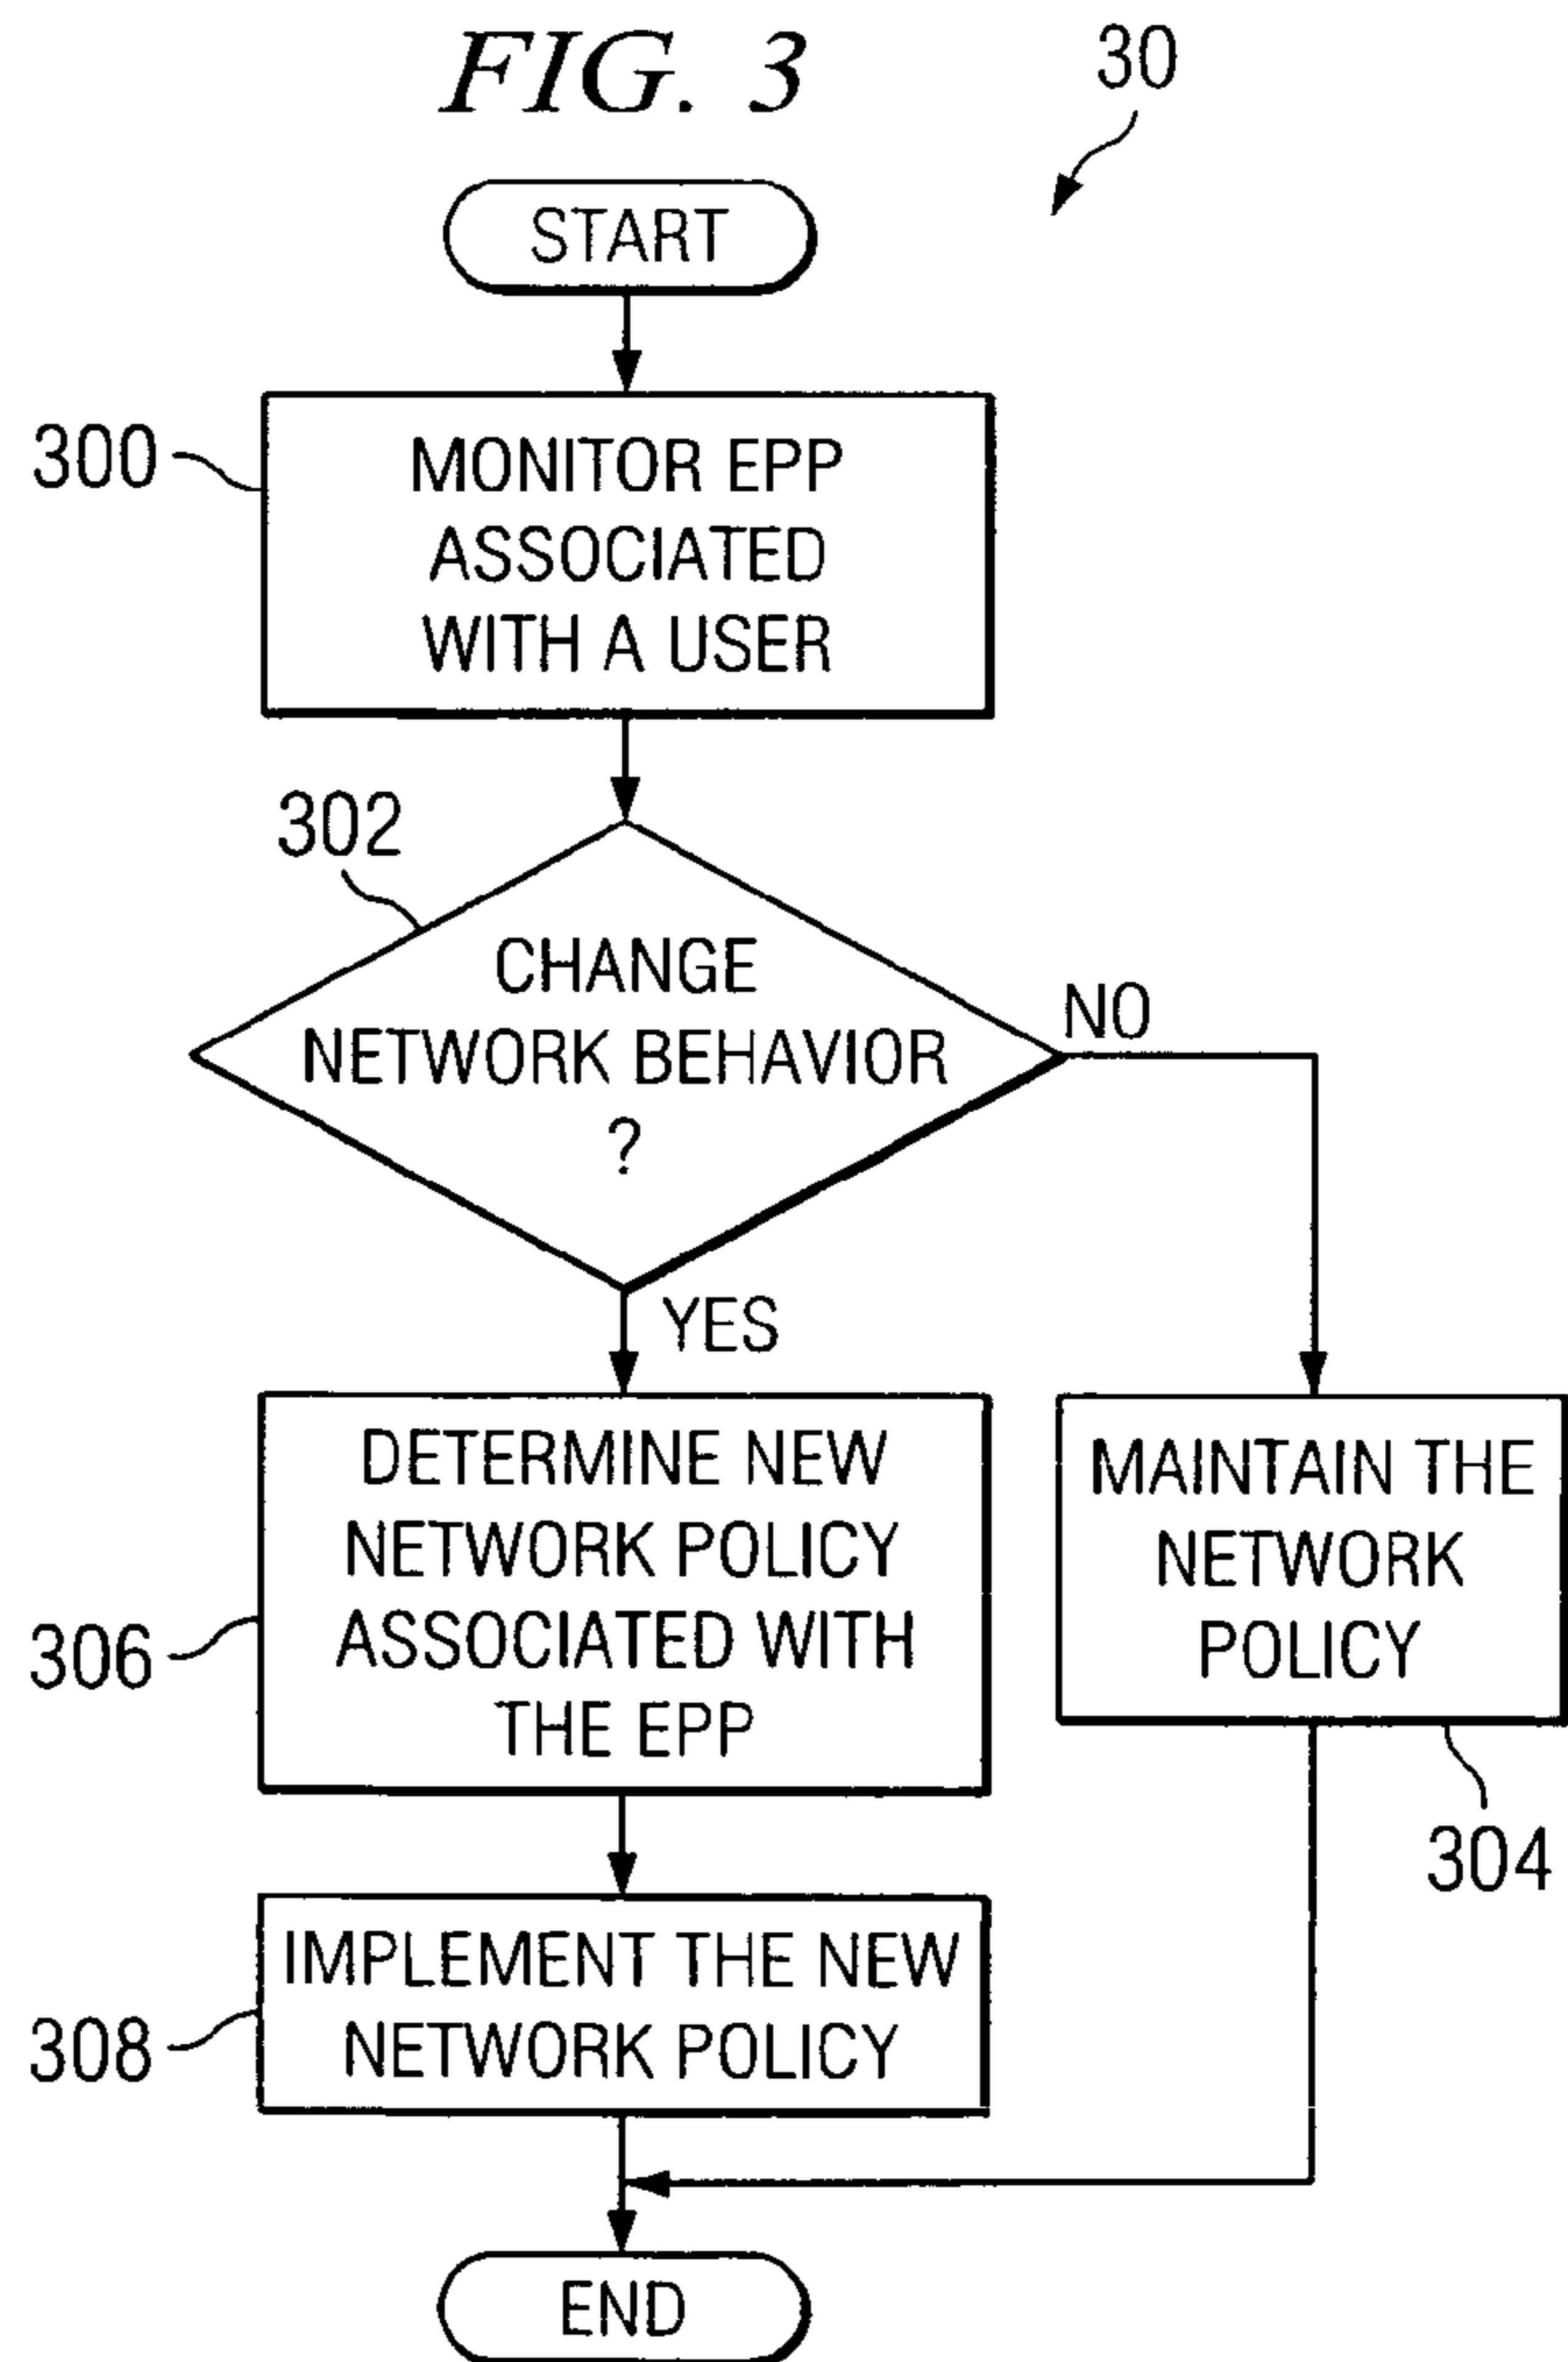 FIG. 3
30
START
300
MONITOR EPP
ASSOCIATED
WITH A USER
302
CHANGE
NETWORK BEHAVIOR
?
NO
YES
DETERMINE NEW
NETWORK POLICY
ASSOCIATED WITH
THE EPP
306
MAINTAIN THE
NETWORK
POLICY
304
IMPLEMENT THE NEW
NETWORK POLICY
308
END